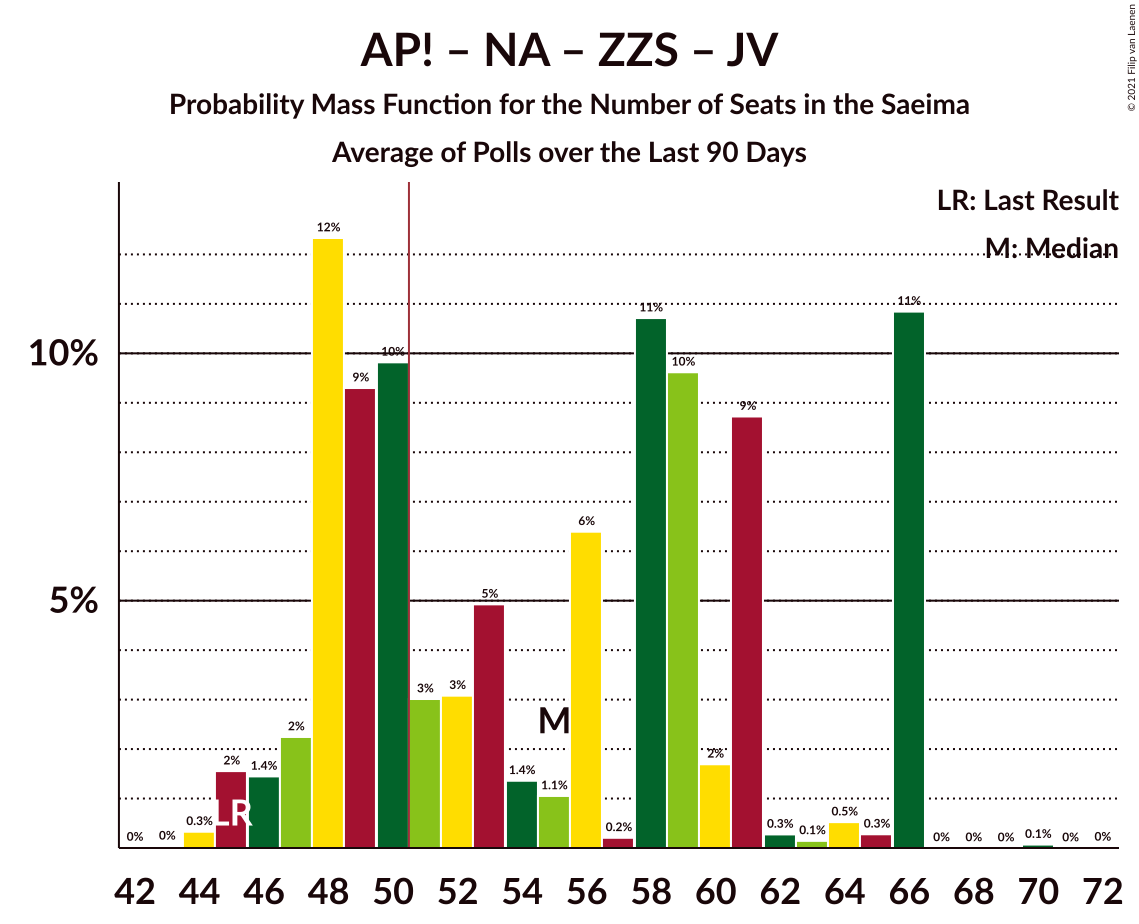 AP! – NA – ZZS – JV
Probability Mass Function for the Number of Seats in the Saeima
Average of Polls over the Last 90 Days
© 2021 Filip van Laenen
LR: Last Result
M: Median
10%
5%
0% 0% 0.3% 2% 1.4% 2% 12% 9% 10% 3% 3% 5% 1.4% 1.1% 6% 0.2% 11% 10% 2% 9% 0.3% 0.1% 0.5% 0.3% 11% 0% 0% 0% 0.1% 0% 0%
M
LR
42 44 46 48 50 52 54 56 58 60 62 64 66 68 70 72